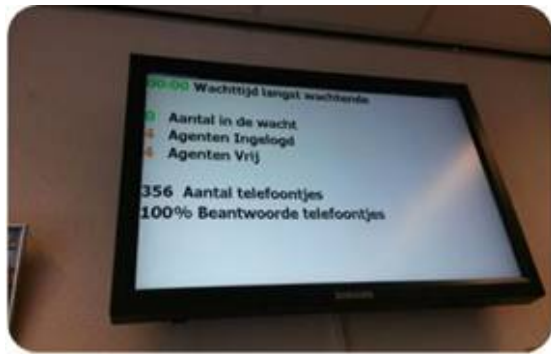 00:00 Wachttijd langst wachtende
0 Aantal in de wacht
4 Agenten Ingelogd
4 Agenten Vrij
356 Aantal telefoontjes
100% Beantwoorde telefoontjes
SAMSUNG